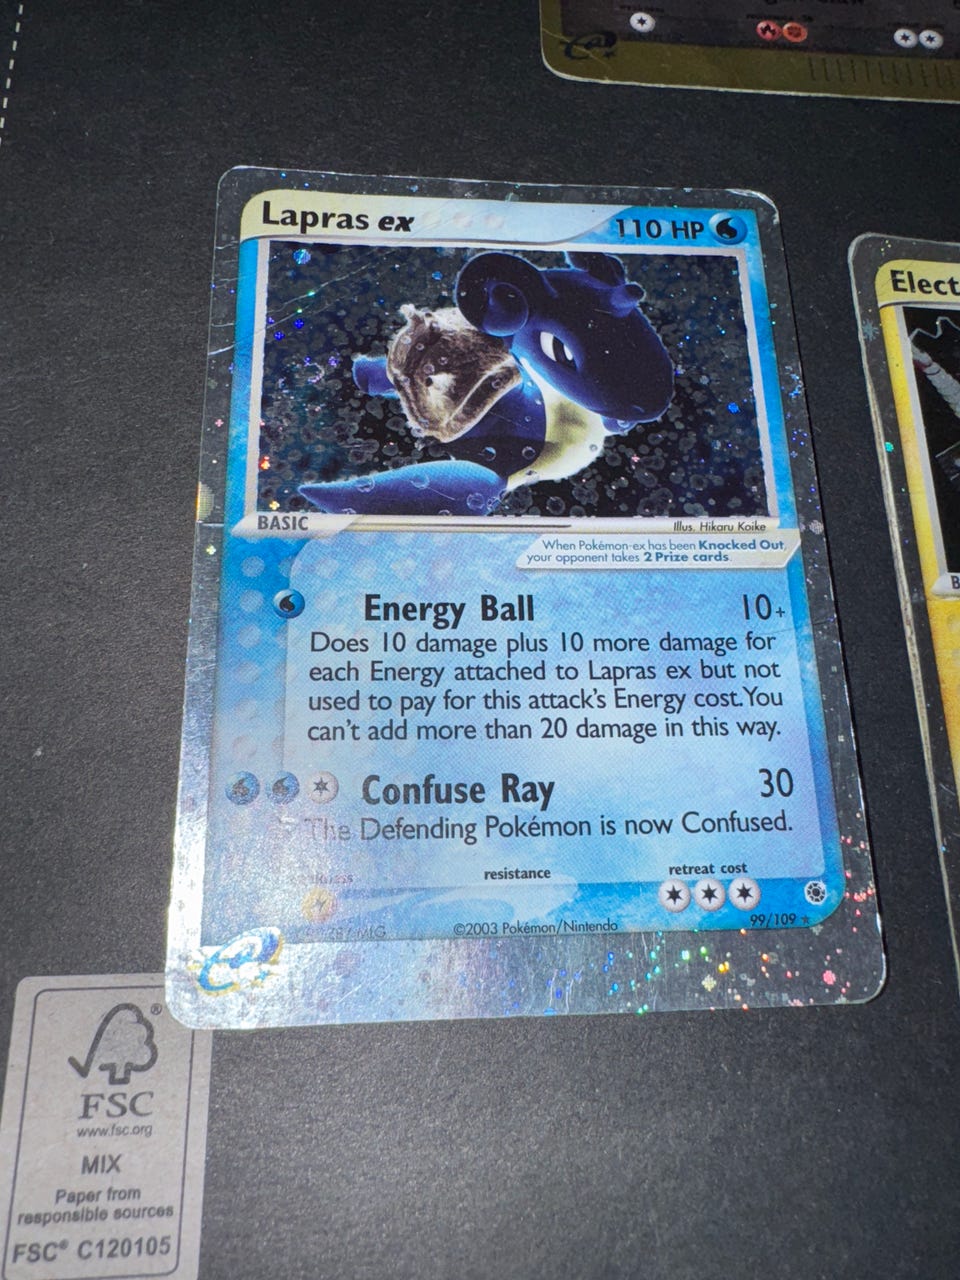 Lapras ex
110 HP
Elect
BASIC
Illus. Hikaru Koike
When Pokémon-ex has been Knocked Out,
your opponent takes 2 Prize cards.
Energy Ball 10+
Does 10 damage plus 10 more damage for
each Energy attached to Lapras ex but not
used to pay for this attack's Energy cost. You
can't add more than 20 damage in this way.
Confuse Ray 30
The Defending Pokémon is now Confused.
resistance
retreat cost
©2003 Pokémon/Nintendo
99/109
e
®
FSC
www.fsc.org
MIX
Paper from
responsible sources
FSC® C120105